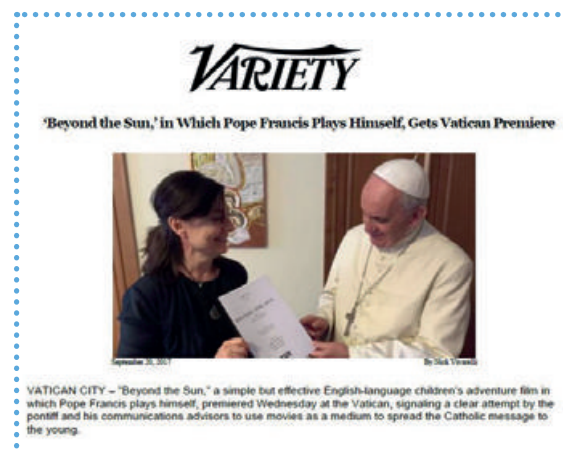 VARIETY
‘Beyond the Sun,’ in Which Pope Francis Plays Himself, Gets Vatican Premiere
BEYOND THE SUN
September 20, 2017 By Nick Vivarelli
VATICAN CITY – "Beyond the Sun," a simple but effective English-language children's adventure film in
which Pope Francis plays himself, premiered Wednesday at the Vatican, signaling a clear attempt by the
pontiff and his communications advisors to use movies as a medium to spread the Catholic message to
the young.